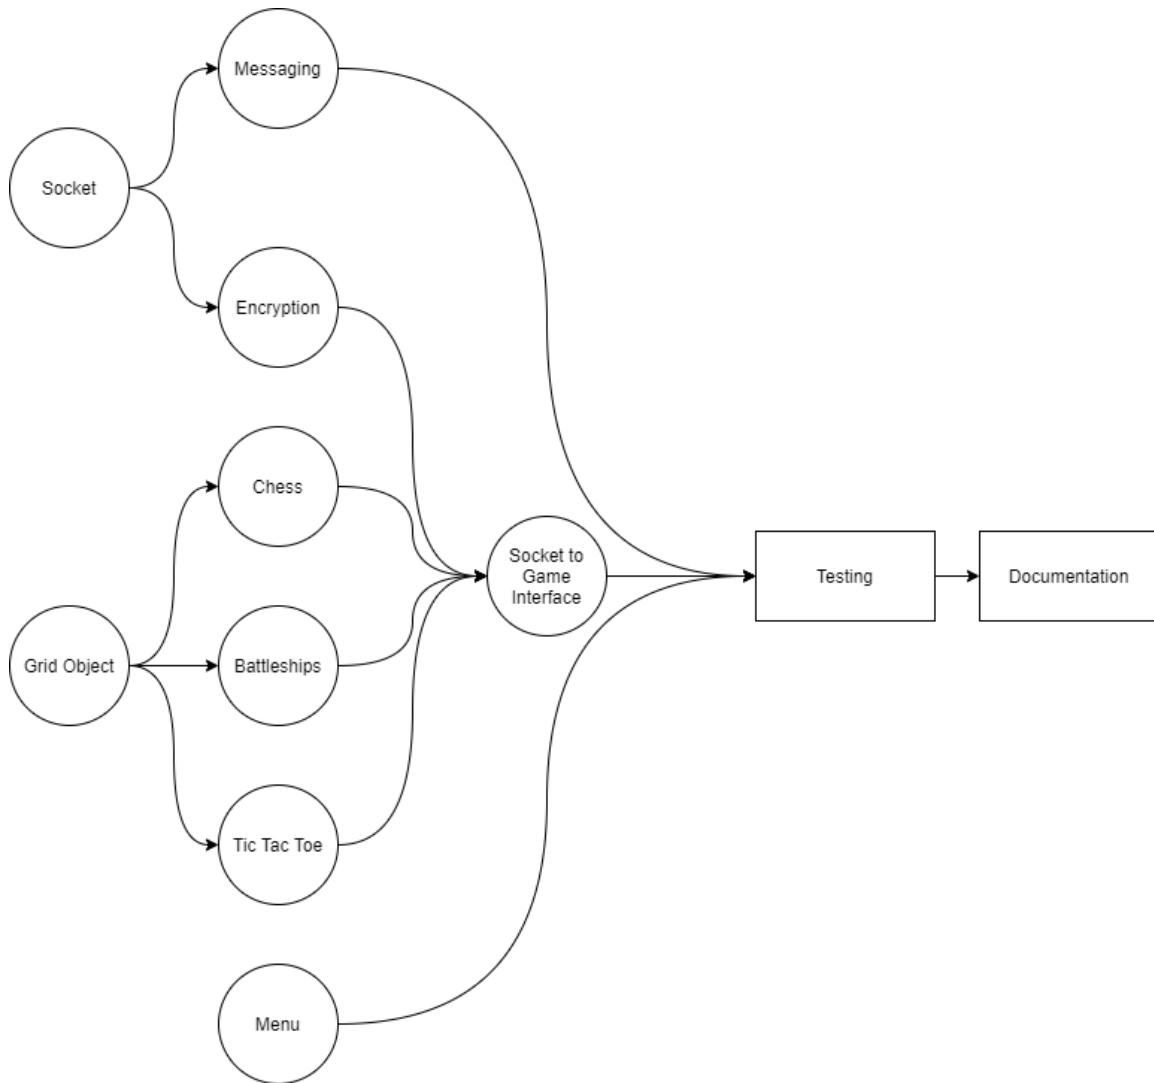 Messaging
Socket
Encryption
Chess
Socket to
Game
Interface
Testing
Documentation
Grid Object
Battleships
Tic Tac Toe
Menu